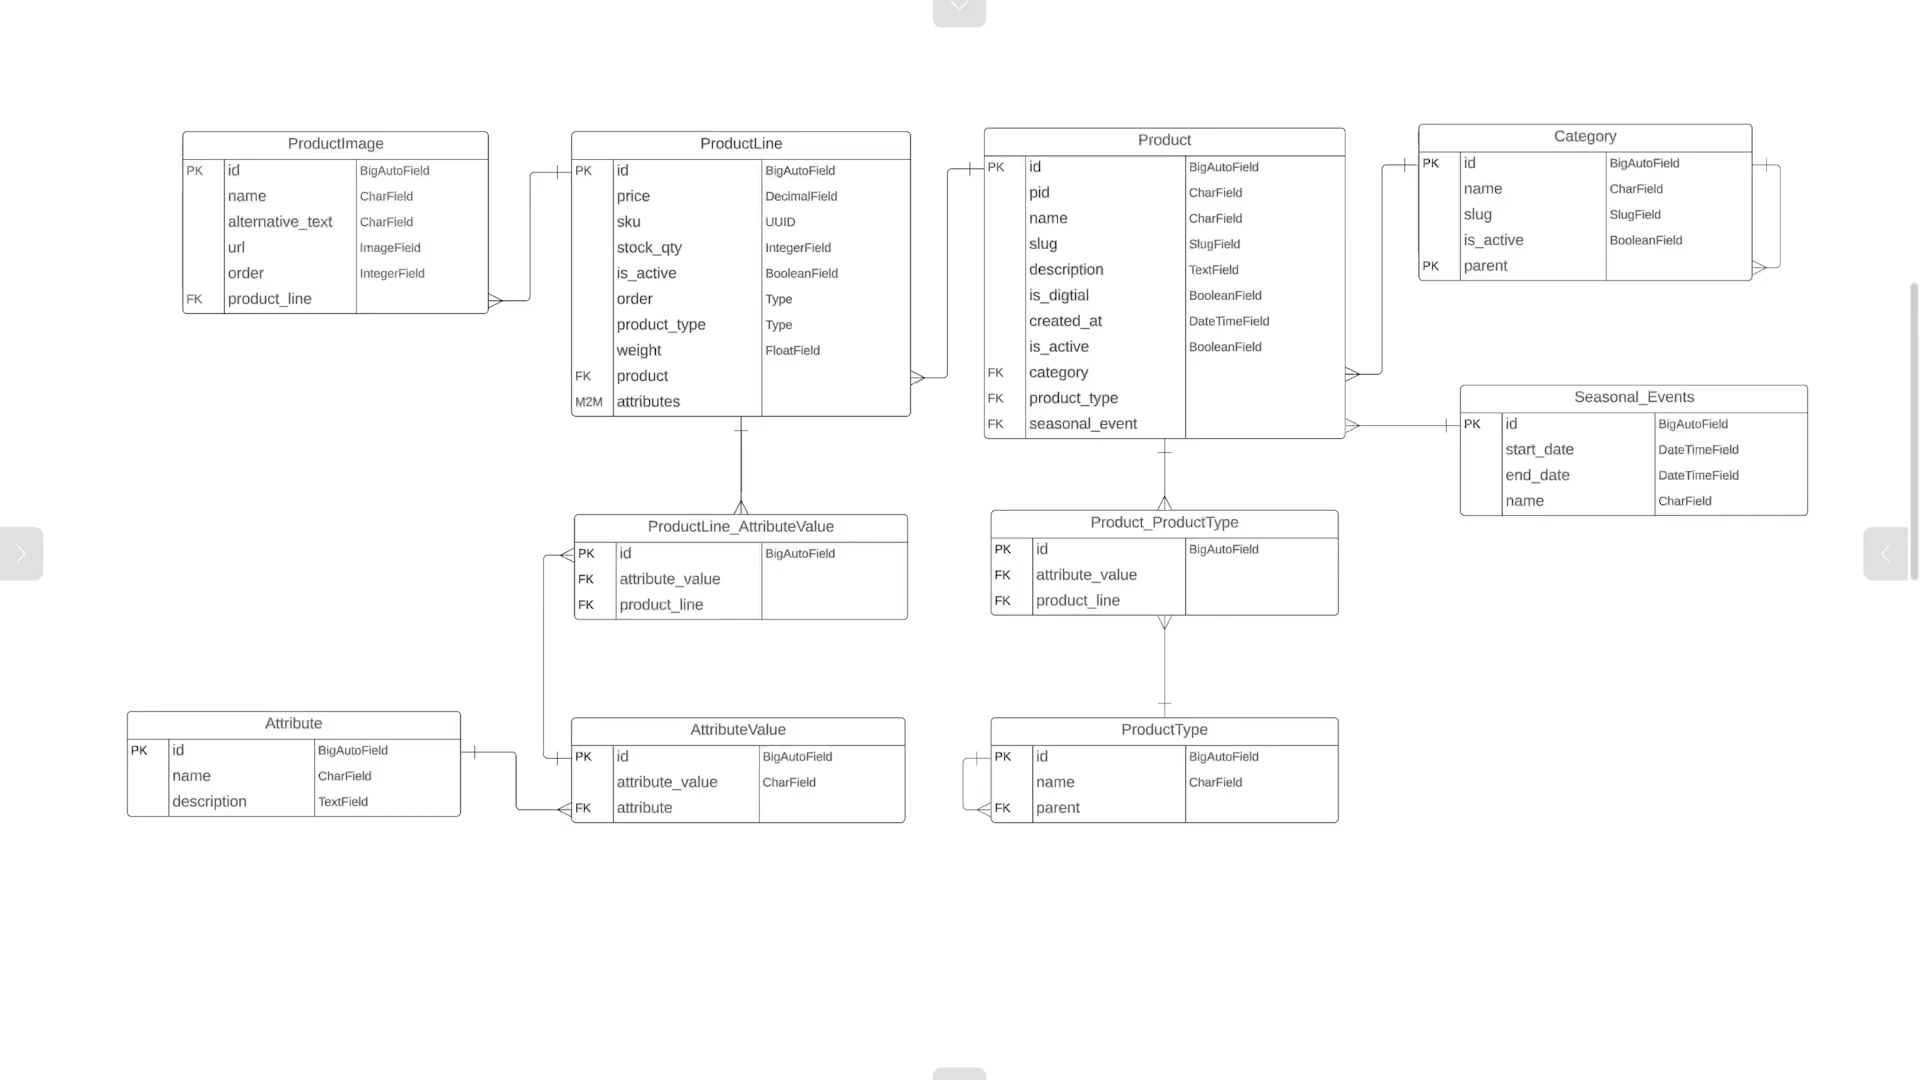 ProductImage
PK id BigAutoField
name CharField
alternative_text CharField
url ImageField
order IntegerField
FK product_line
ProductLine
PK id BigAutoField
price DecimalField
sku UUID
stock_qty IntegerField
is_active BooleanField
order Type
product_type Type
weight FloatField
FK product
M2M attributes
Product
PK id BigAutoField
pid CharField
name CharField
slug SlugField
description TextField
is_digtial BooleanField
created_at DateTimeField
is_active BooleanField
FK category
FK product_type
FK seasonal_event
Category
PK id BigAutoField
name CharField
slug SlugField
is_active BooleanField
PK parent
Seasonal_Events
PK id BigAutoField
start_date DateTimeField
end_date DateTimeField
name CharField
ProductLine_AttributeValue
PK id BigAutoField
FK attribute_value
FK product_line
Product_ProductType
PK id BigAutoField
FK attribute_value
FK product_line
Attribute
PK id BigAutoField
name CharField
description TextField
AttributeValue
PK id BigAutoField
attribute_value CharField
FK attribute
ProductType
PK id BigAutoField
name CharField
FK parent